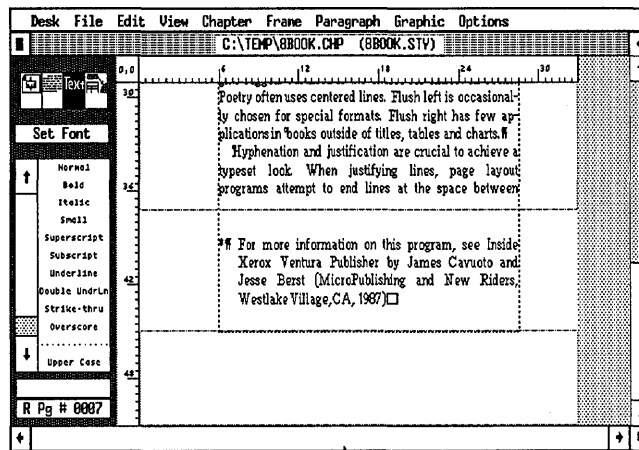 Desk File Edit View Chapter Frame Paragraph Graphic Options
C:\TEMP\8BOOK.CHP (8BOOK.STY)
0,0
6 12 18 24 30
30
36
42
48
Text
Set Font
Normal
Bold
Italic
Small
Superscript
Subscript
Underline
Double UndrLn
Strike-thru
Overscore
Upper Case
R Pg # 0007
Poetry often uses centered lines. Flush left is occasional-
ly chosen for special formats. Flush right has few ap-
plications in books outside of titles, tables and charts.¶
Hyphenation and justification are crucial to achieve a
typeset look. When justifying lines, page layout
programs attempt to end lines at the space between
*¶ For more information on this program, see Inside
Xerox Ventura Publisher by James Cavuoto and
Jesse Berst (MicroPublishing and New Riders,
Westlake Village,CA, 1987)□